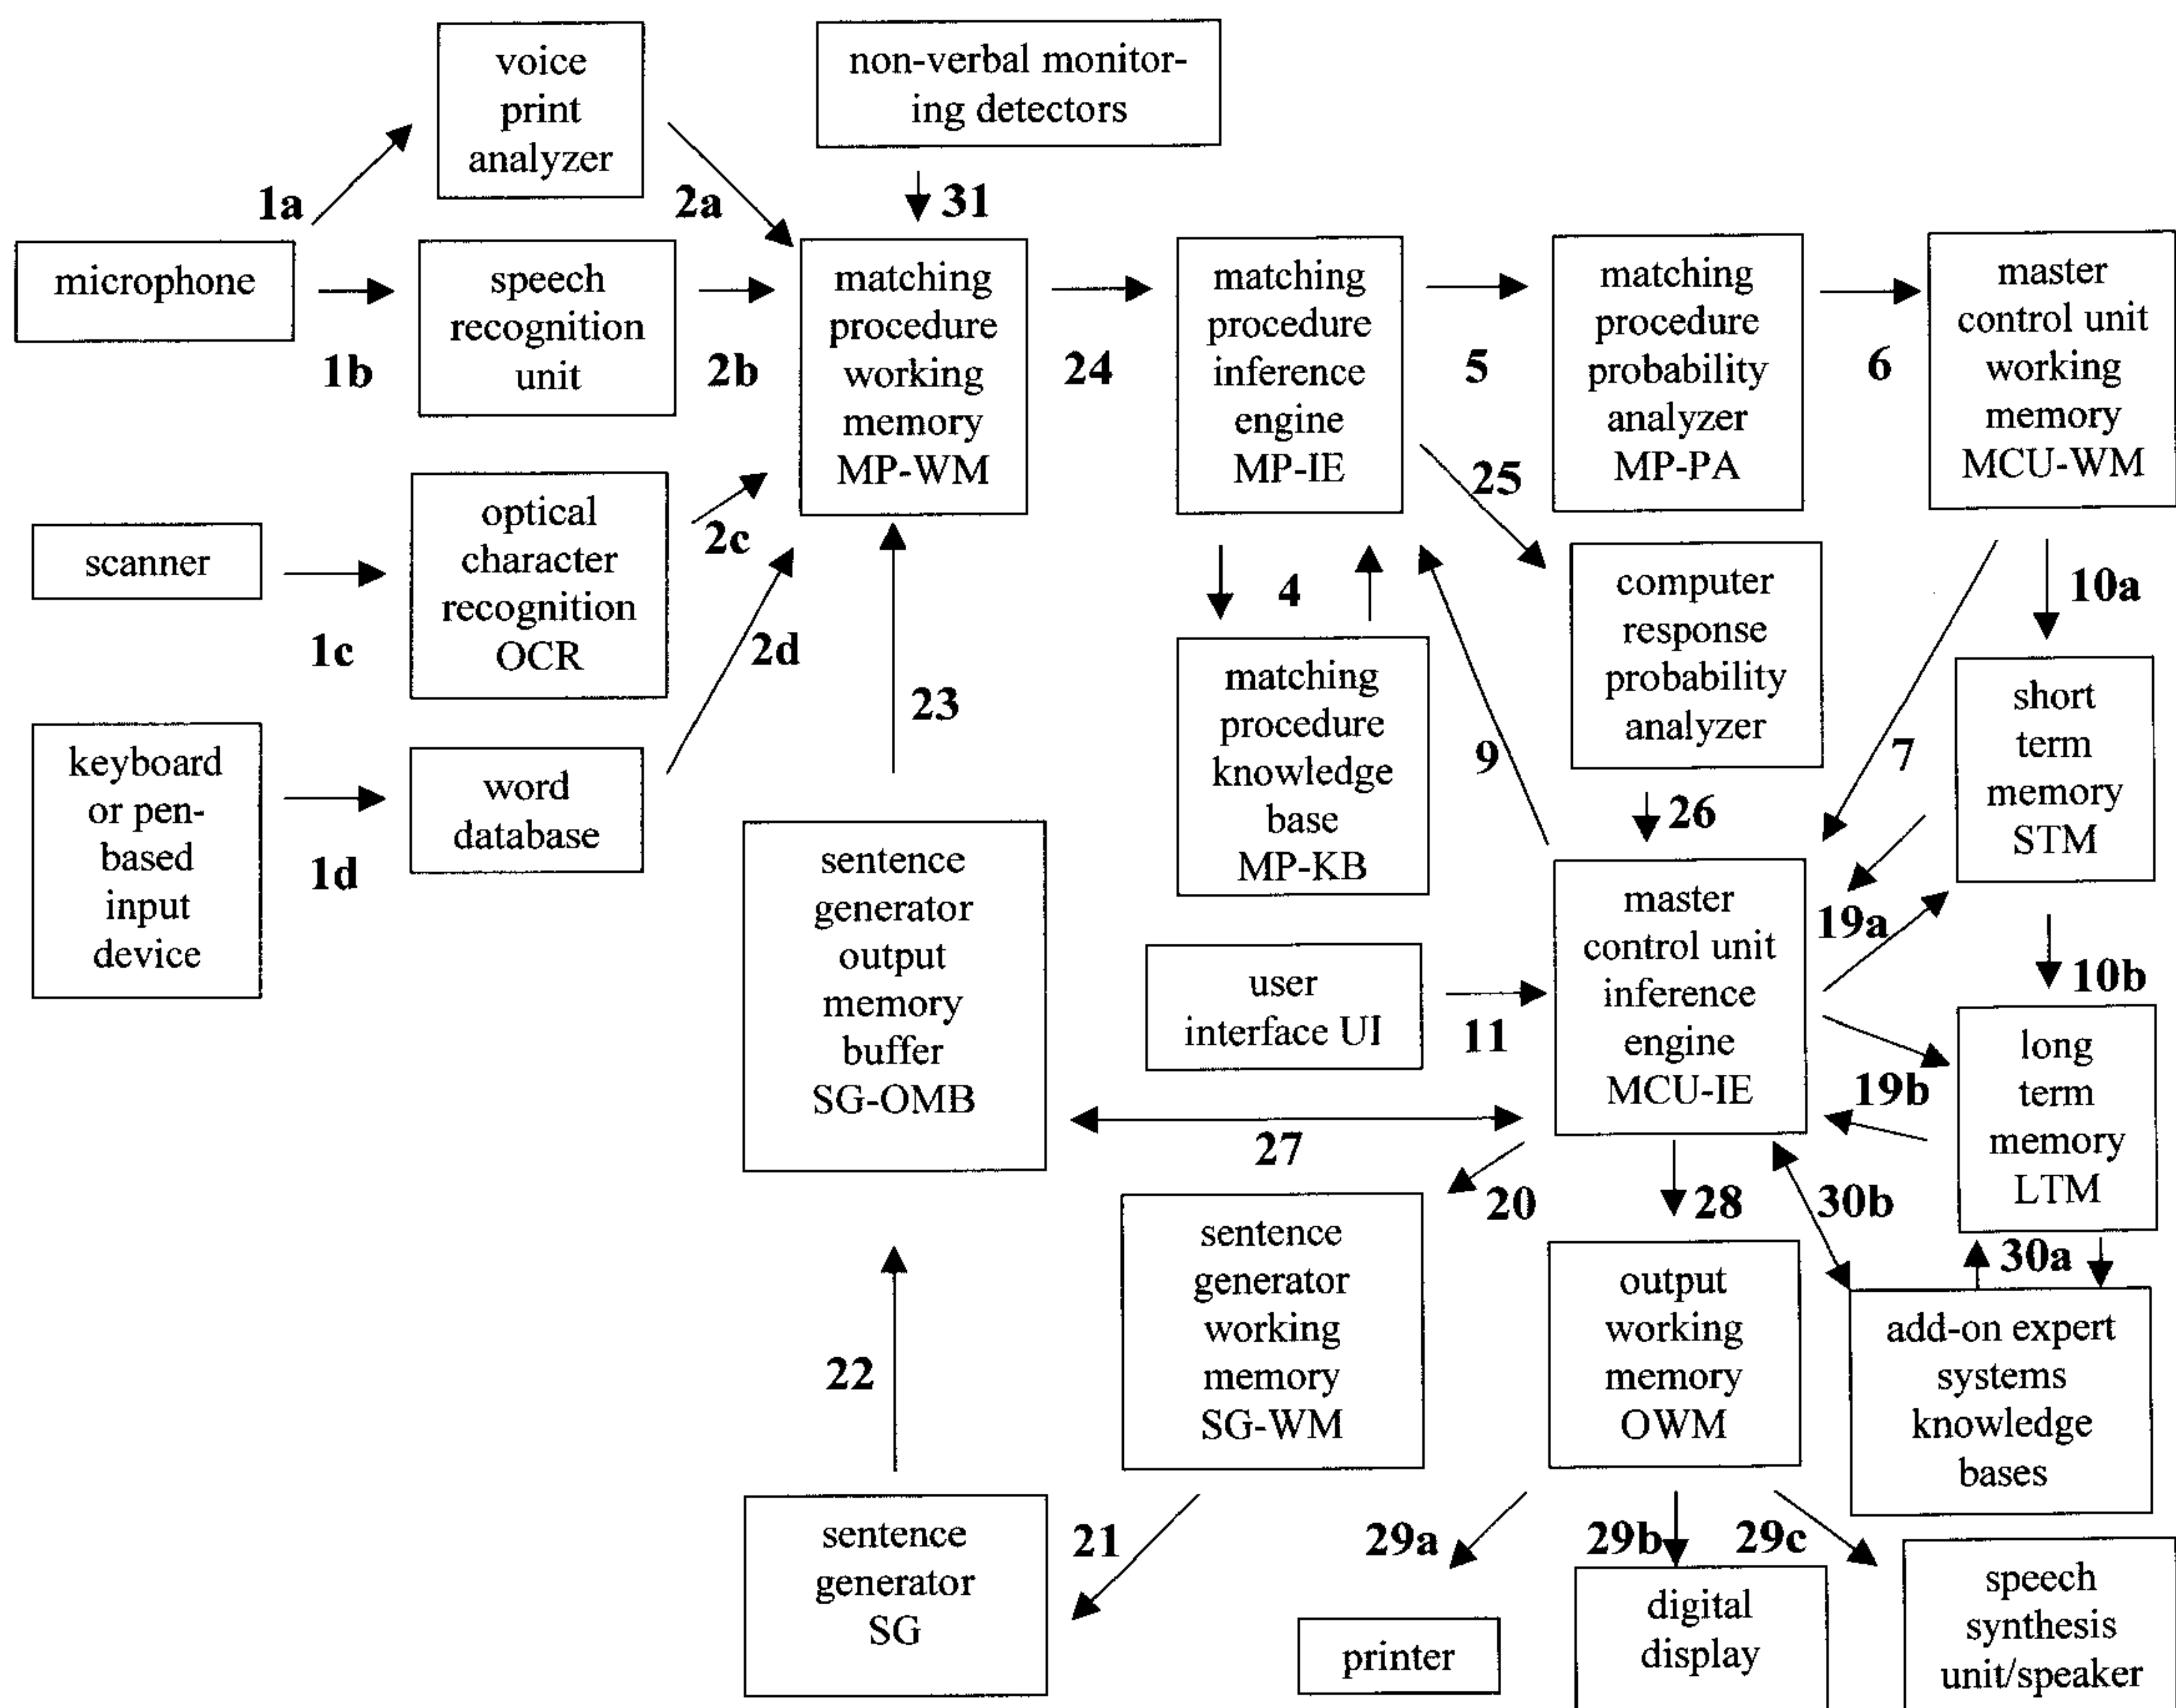 voice
print
analyzer
non-verbal monitor-
ing detectors
1a
2a
31
microphone
1b
speech
recognition
unit
2b
matching
procedure
working
memory
MP-WM
24
matching
procedure
inference
engine
MP-IE
5
matching
procedure
probability
analyzer
MP-PA
6
master
control unit
working
memory
MCU-WM
scanner
1c
optical
character
recognition
OCR
2c
2d
25
10a
4
computer
response
probability
analyzer
keyboard
or pen-
based
input
device
1d
word
database
23
matching
procedure
knowledge
base
MP-KB
9
26
7
short
term
memory
STM
sentence
generator
output
memory
buffer
SG-OMB
user
interface UI
11
master
control unit
inference
engine
MCU-IE
19a
10b
19b
long
term
memory
LTM
27
20
28
30b
30a
22
sentence
generator
working
memory
SG-WM
output
working
memory
OWM
add-on expert
systems
knowledge
bases
sentence
generator
SG
21
29a
29b
29c
printer
digital
display
speech
synthesis
unit/speaker